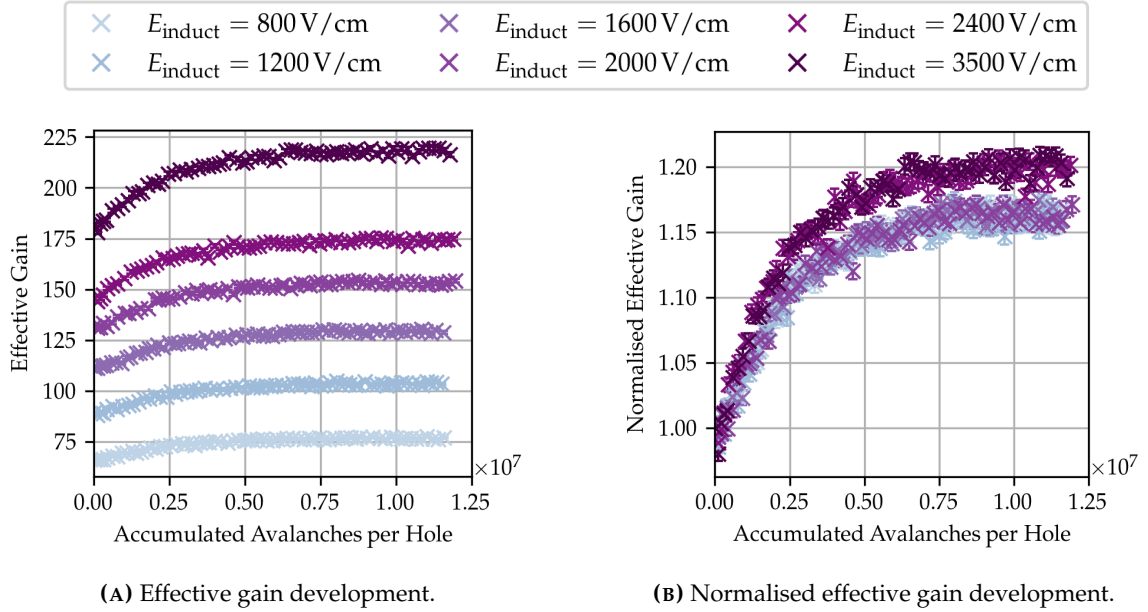 E_induct = 800 V/cm
E_induct = 1600 V/cm
E_induct = 2400 V/cm
E_induct = 1200 V/cm
E_induct = 2000 V/cm
E_induct = 3500 V/cm
Effective Gain
225
200
175
150
125
100
75
0.00 0.25 0.50 0.75 1.00 1.25
×10⁷
Accumulated Avalanches per Hole
(A) Effective gain development.
Normalised Effective Gain
1.20
1.15
1.10
1.05
1.00
0.00 0.25 0.50 0.75 1.00 1.25
×10⁷
Accumulated Avalanches per Hole
(B) Normalised effective gain development.